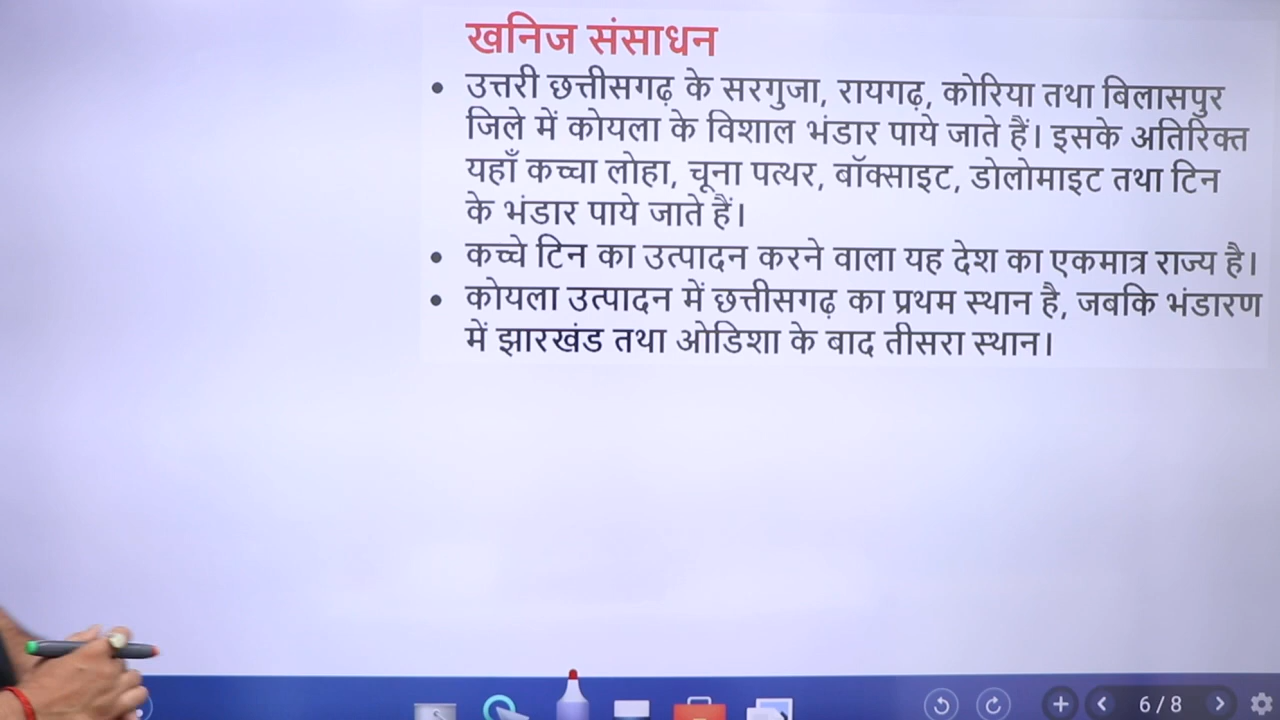 खनिज संसाधन
• उत्तरी छत्तीसगढ़ के सरगुजा, रायगढ़, कोरिया तथा बिलासपुर
जिले में कोयला के विशाल भंडार पाये जाते हैं। इसके अतिरिक्त
यहाँ कच्चा लोहा, चूना पत्थर, बॉक्साइट, डोलोमाइट तथा टिन
के भंडार पाये जाते हैं।
• कच्चे टिन का उत्पादन करने वाला यह देश का एकमात्र राज्य है।
• कोयला उत्पादन में छत्तीसगढ़ का प्रथम स्थान है, जबकि भंडारण
में झारखंड तथा ओडिशा के बाद तीसरा स्थान।
6 / 8